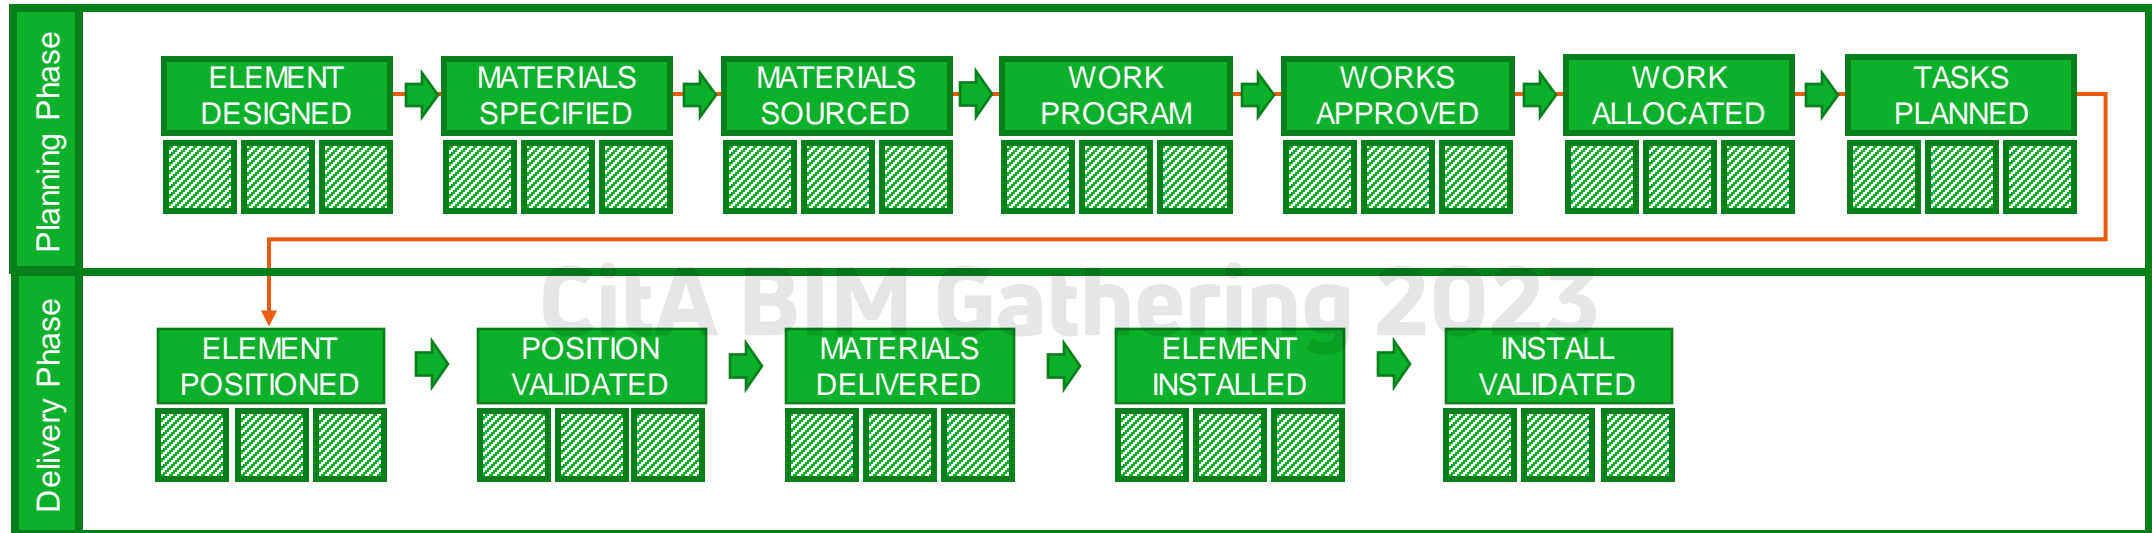 Planning Phase
ELEMENT
DESIGNED
MATERIALS
SPECIFIED
MATERIALS
SOURCED
WORK
PROGRAM
WORKS
APPROVED
WORK
ALLOCATED
TASKS
PLANNED
CitA BIM Gathering 2023
Delivery Phase
ELEMENT
POSITIONED
POSITION
VALIDATED
MATERIALS
DELIVERED
ELEMENT
INSTALLED
INSTALL
VALIDATED